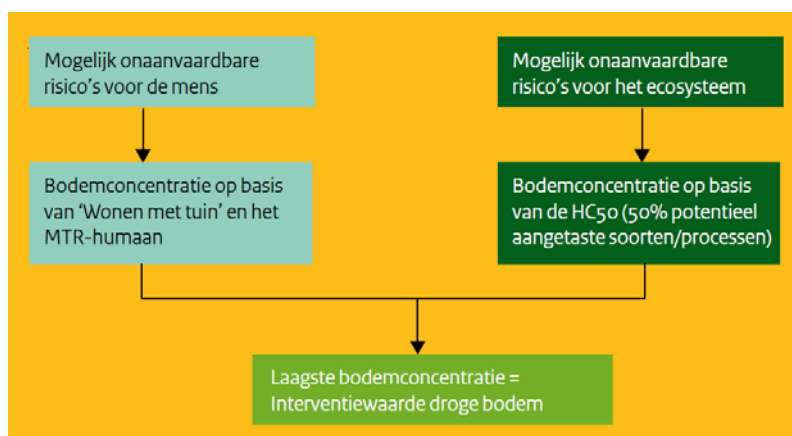 Mogelijk onaanvaardbare
risico's voor de mens
Mogelijk onaanvaardbare
risico's voor het ecosysteem
Bodemconcentratie op basis
van 'Wonen met tuin' en het
MTR-humaan
Bodemconcentratie op basis
van de HC50 (50% potentieel
aangetaste soorten/processen)
Laagste bodemconcentratie =
Interventiewaarde droge bodem